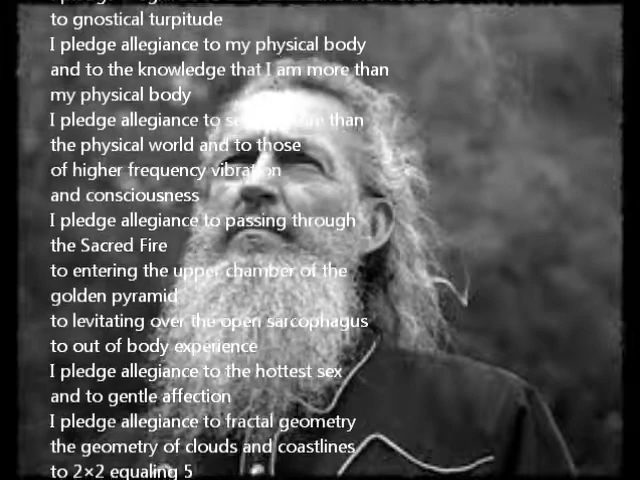 to gnostical turpitude
I pledge allegiance to my physical body
and to the knowledge that I am more than
my physical body
I pledge allegiance to than
the physical world and to those
of higher frequency vibration
and consciousness
I pledge allegiance to passing through
the Sacred Fire
to entering the upper chamber of the
golden pyramid
to levitating over the open sarcophagus
to out of body experience
I pledge allegiance to the hottest sex
and to gentle affection
I pledge allegiance to fractal geometry
the geometry of clouds and coastlines
to 2×2 equaling 5